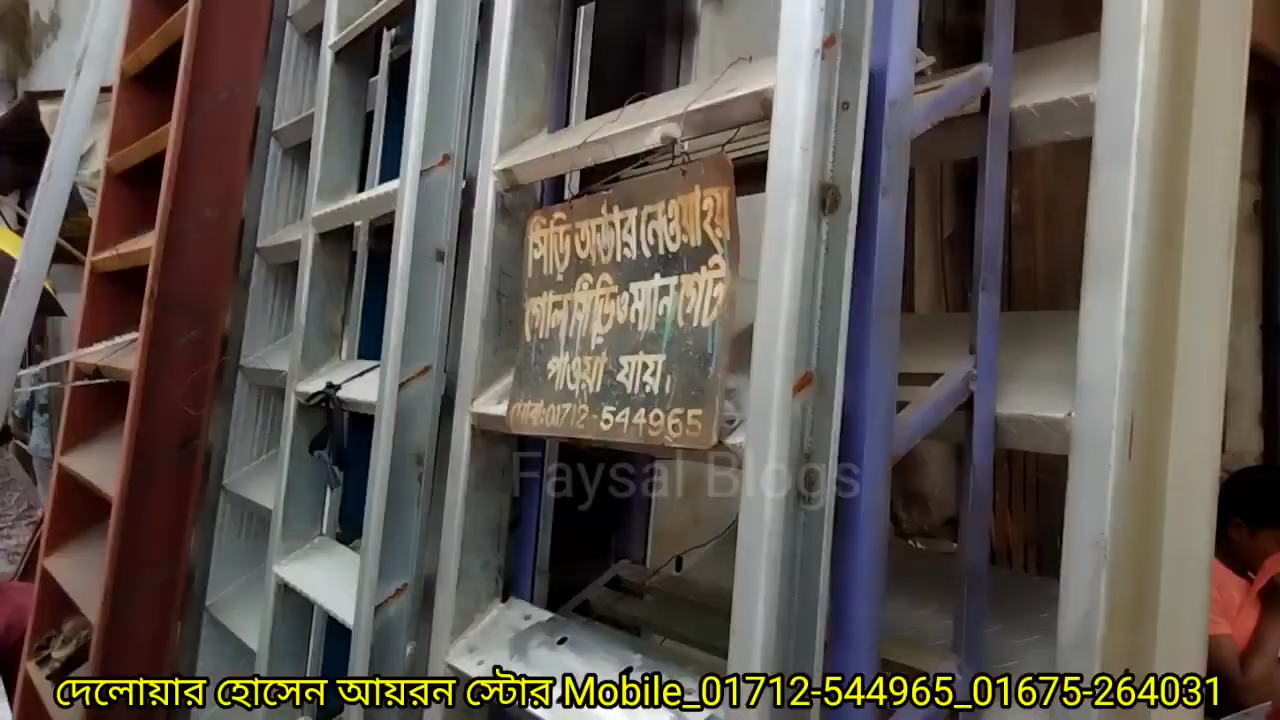 সিঁড়ি অর্ডার নেওয়া হয়
গোল সিঁড়ি ও ম্যান গেট
পাওয়া যায়.
মোবা:01712-544965
Faysal Blogs
দেলোয়ার হোসেন আয়রন স্টোর Mobile_01712-544965_01675-264031